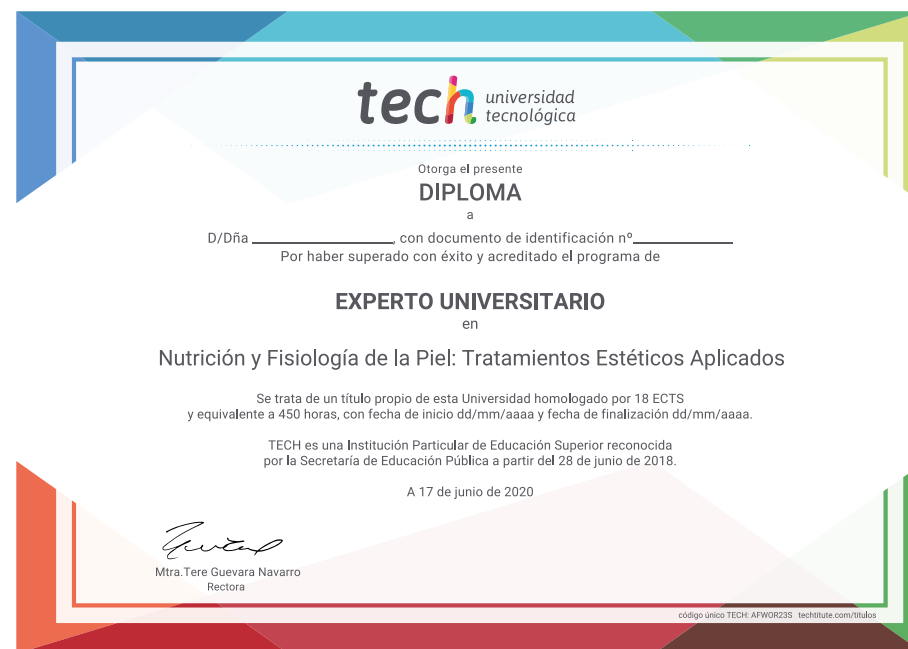 tech universidad
tecnológica
Otorga el presente
DIPLOMA
a
D/Dña ____________________, con documento de identificación nº______________
Por haber superado con éxito y acreditado el programa de
EXPERTO UNIVERSITARIO
en
Nutrición y Fisiología de la Piel: Tratamientos Estéticos Aplicados
Se trata de un título propio de esta Universidad homologado por 18 ECTS
y equivalente a 450 horas, con fecha de inicio dd/mm/aaaa y fecha de finalización dd/mm/aaaa.
TECH es una Institución Particular de Educación Superior reconocida
por la Secretaría de Educación Pública a partir del 28 de junio de 2018.
A 17 de junio de 2020
Mtra.Tere Guevara Navarro
Rectora
código único TECH: AFWOR23S techtitute.com/titulos